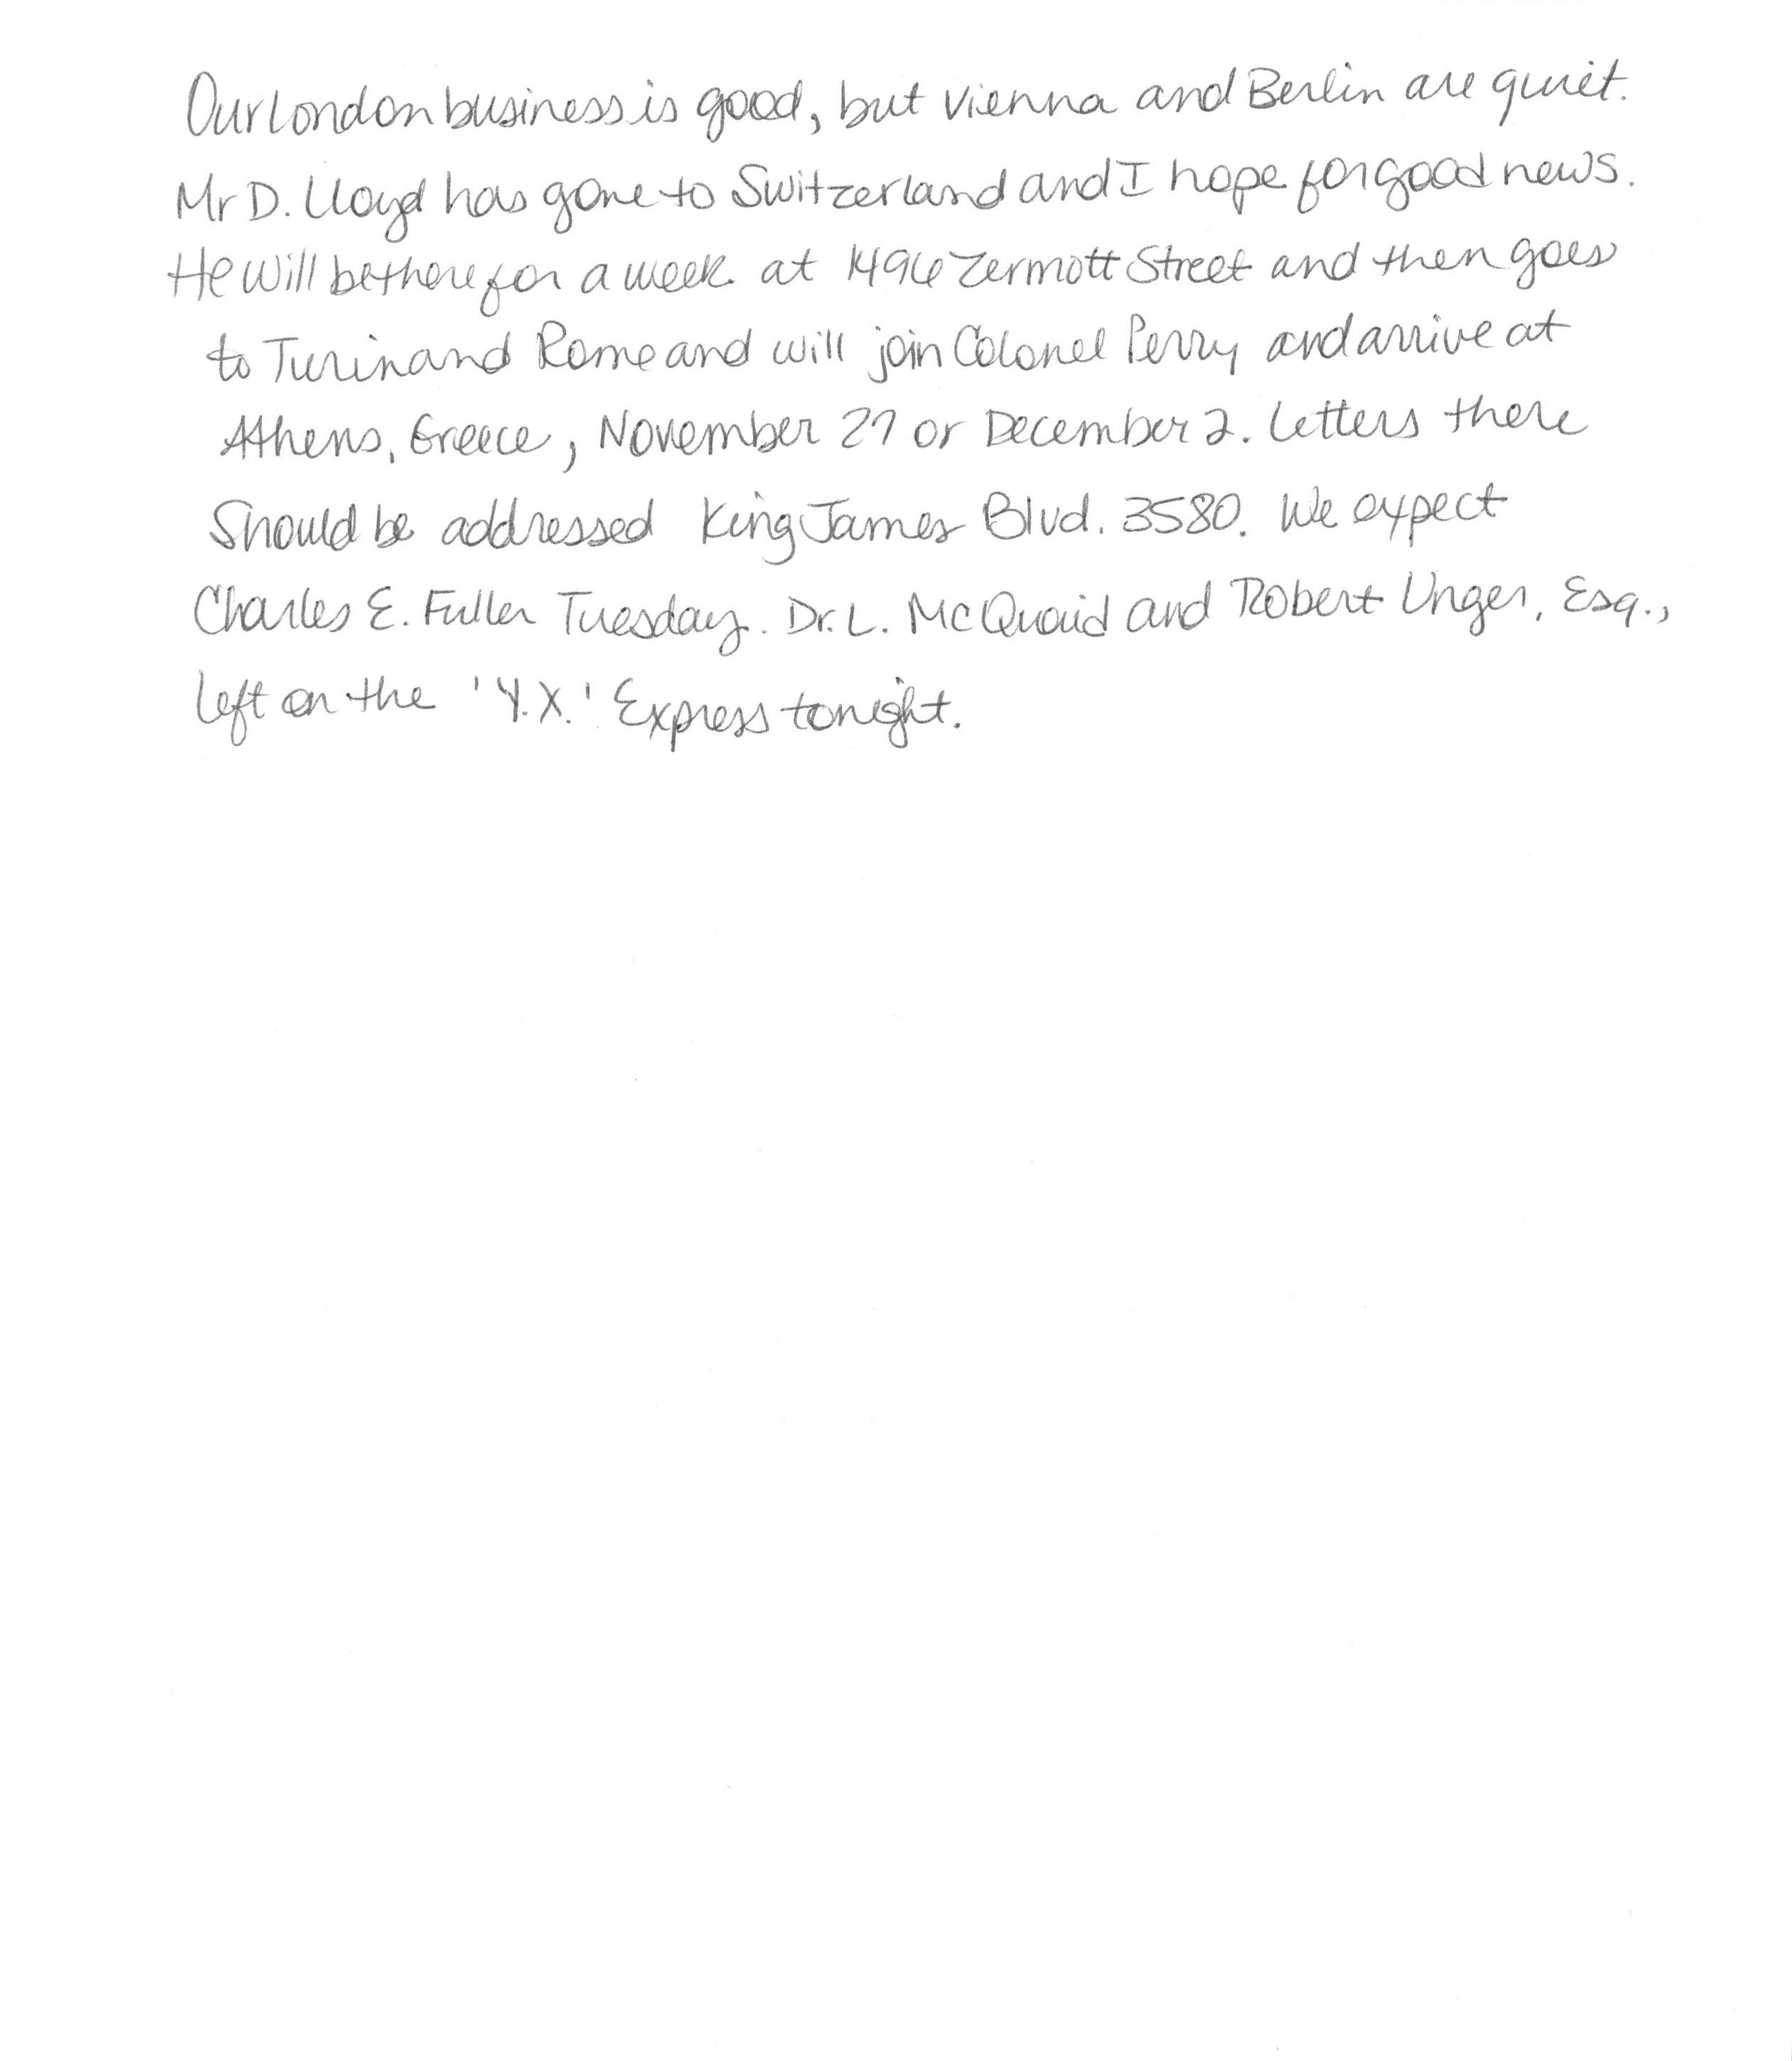 Our London business is good, but Vienna and Berlin are quiet.
Mr D. Lloyd has gone to Switzerland and I hope for good news.
He will be there for a week. at 1496 Zermott Street and then goes
to Turin and Rome and will join Colonel Perry and arrive at
Athens, Greece, November 27 or December 2. Letters there
Should be addressed King James Blvd. 3580. We expect
Charles E. Fuller Tuesday. Dr. L. McQuaid and Robert Unger, Esq.,
left on the 'Y.X.' Express tonight.